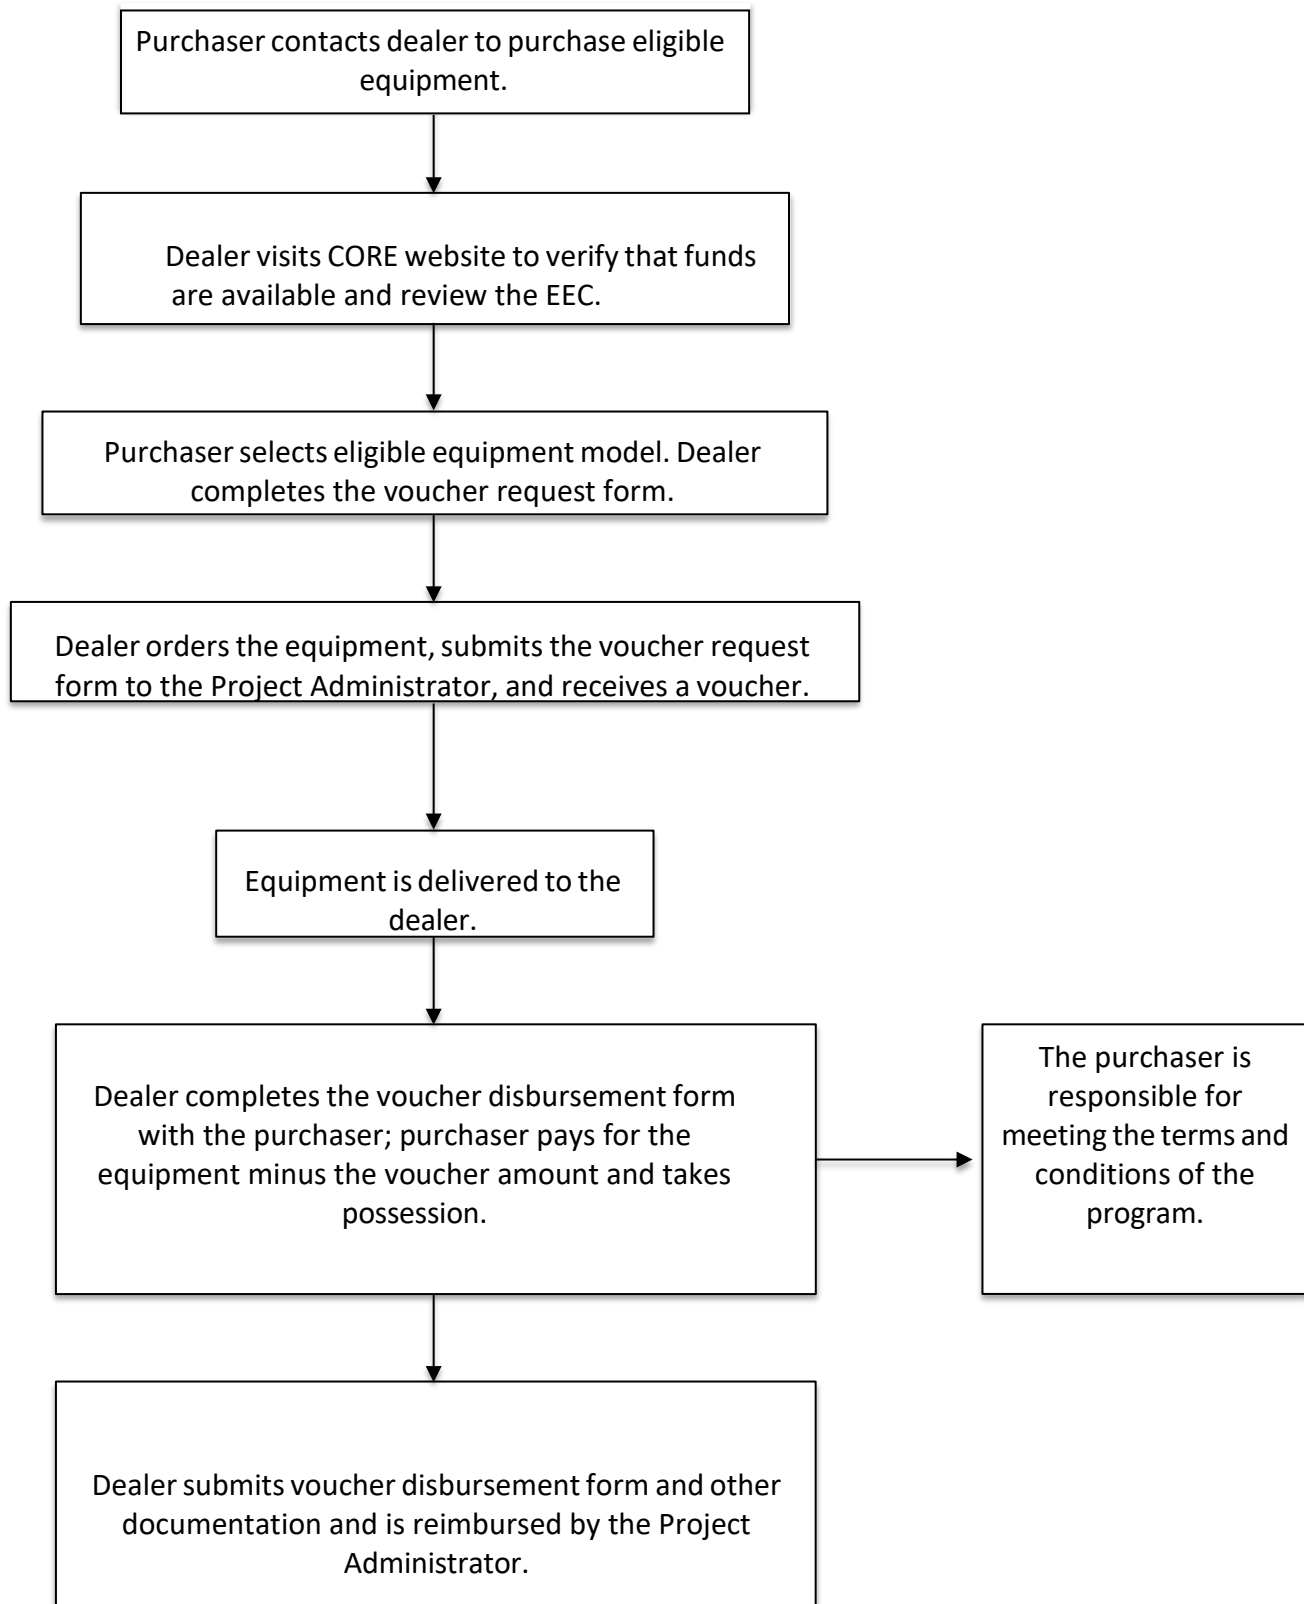 Purchaser contacts dealer to purchase eligible
equipment.
Dealer visits CORE website to verify that funds
are available and review the EEC.
Purchaser selects eligible equipment model. Dealer
completes the voucher request form.
Dealer orders the equipment, submits the voucher request
form to the Project Administrator, and receives a voucher.
Equipment is delivered to the
dealer.
Dealer completes the voucher disbursement form
with the purchaser; purchaser pays for the
equipment minus the voucher amount and takes
possession.
The purchaser is
responsible for
meeting the terms and
conditions of the
program.
Dealer submits voucher disbursement form and other
documentation and is reimbursed by the Project
Administrator.